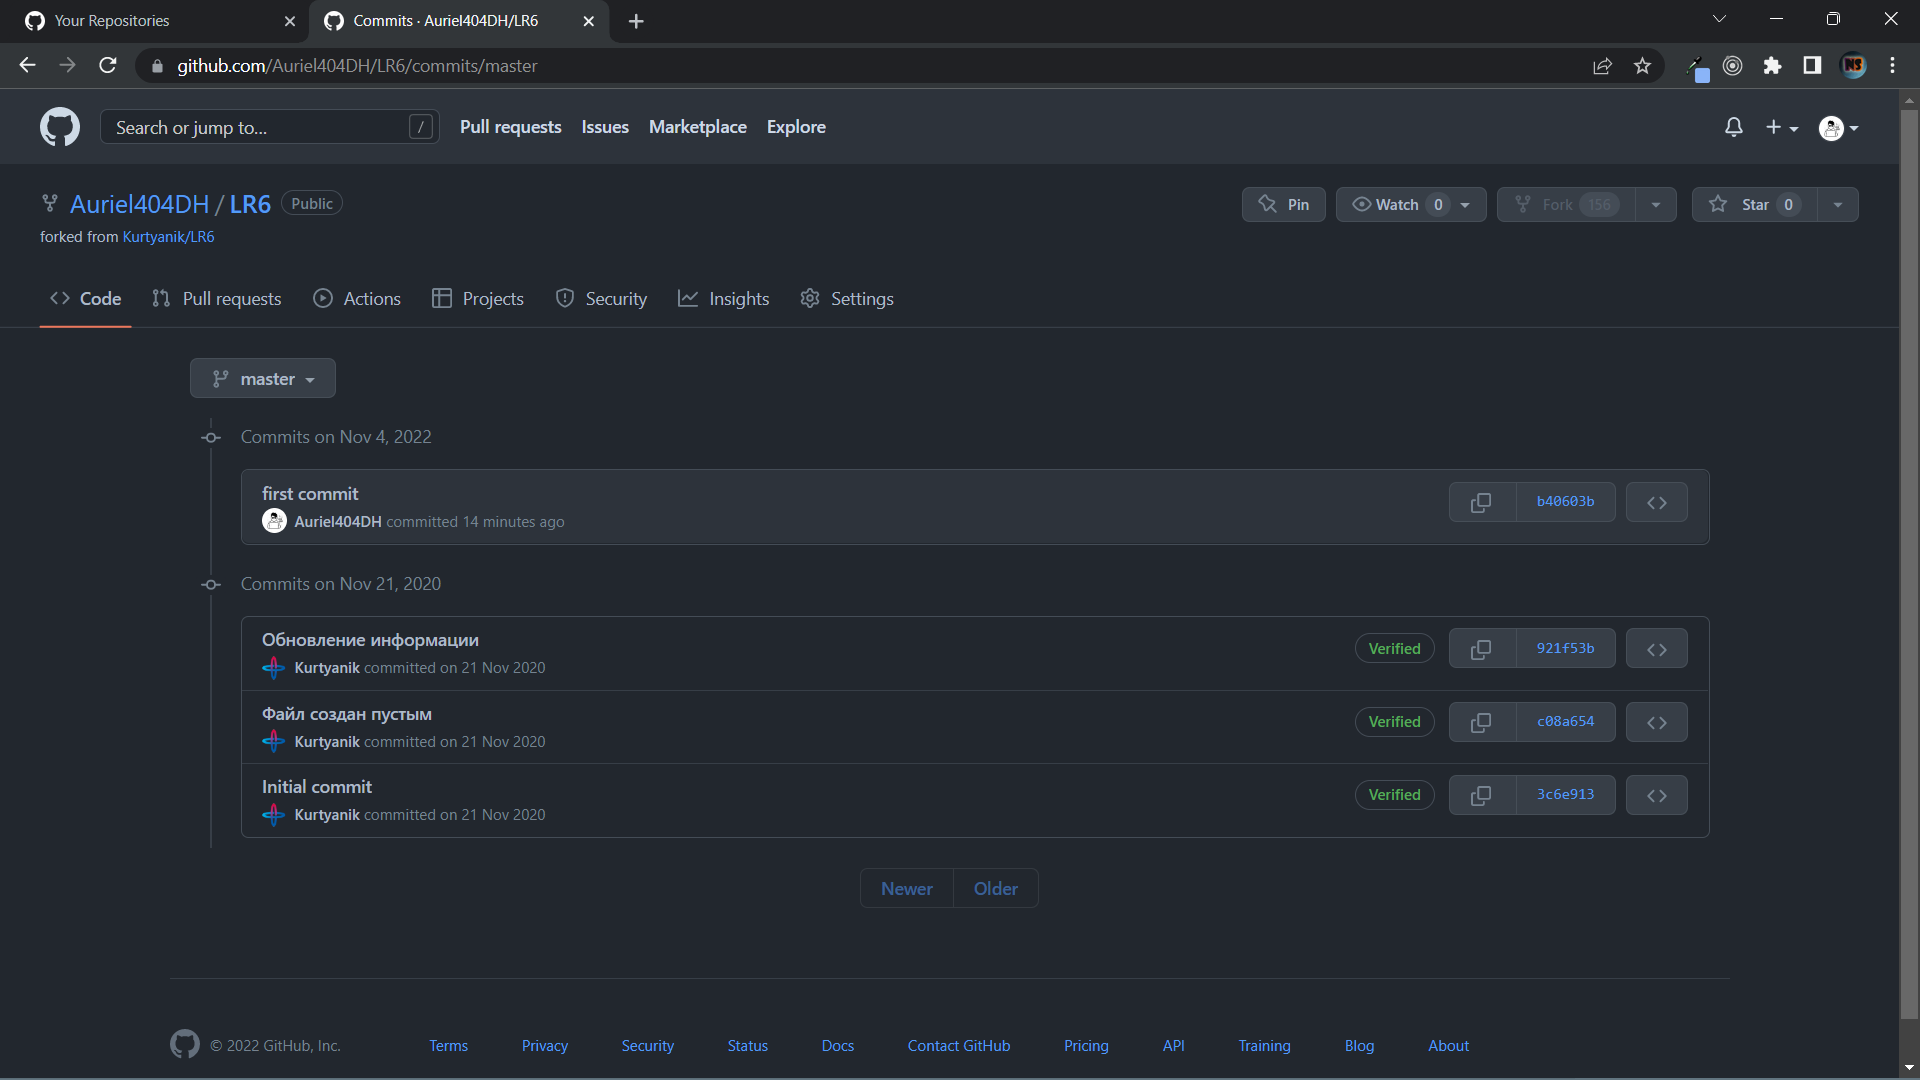 Your Repositories
Commits · Auriel404DH/LR6
github.com/Auriel404DH/LR6/commits/master
Search or jump to... /
Pull requests Issues Marketplace Explore
Auriel404DH / LR6 Public
Pin Watch 0 Fork 156 Star 0
forked from Kurtyanik/LR6
Code Pull requests Actions Projects Security Insights Settings
master
Commits on Nov 4, 2022
first commit
Auriel404DH committed 14 minutes ago
b40603b
Commits on Nov 21, 2020
Обновление информации
Kurtyanik committed on 21 Nov 2020
Verified 921f53b
Файл создан пустым
Kurtyanik committed on 21 Nov 2020
Verified c08a654
Initial commit
Kurtyanik committed on 21 Nov 2020
Verified 3c6e913
Newer Older
© 2022 GitHub, Inc. Terms Privacy Security Status Docs Contact GitHub Pricing API Training Blog About